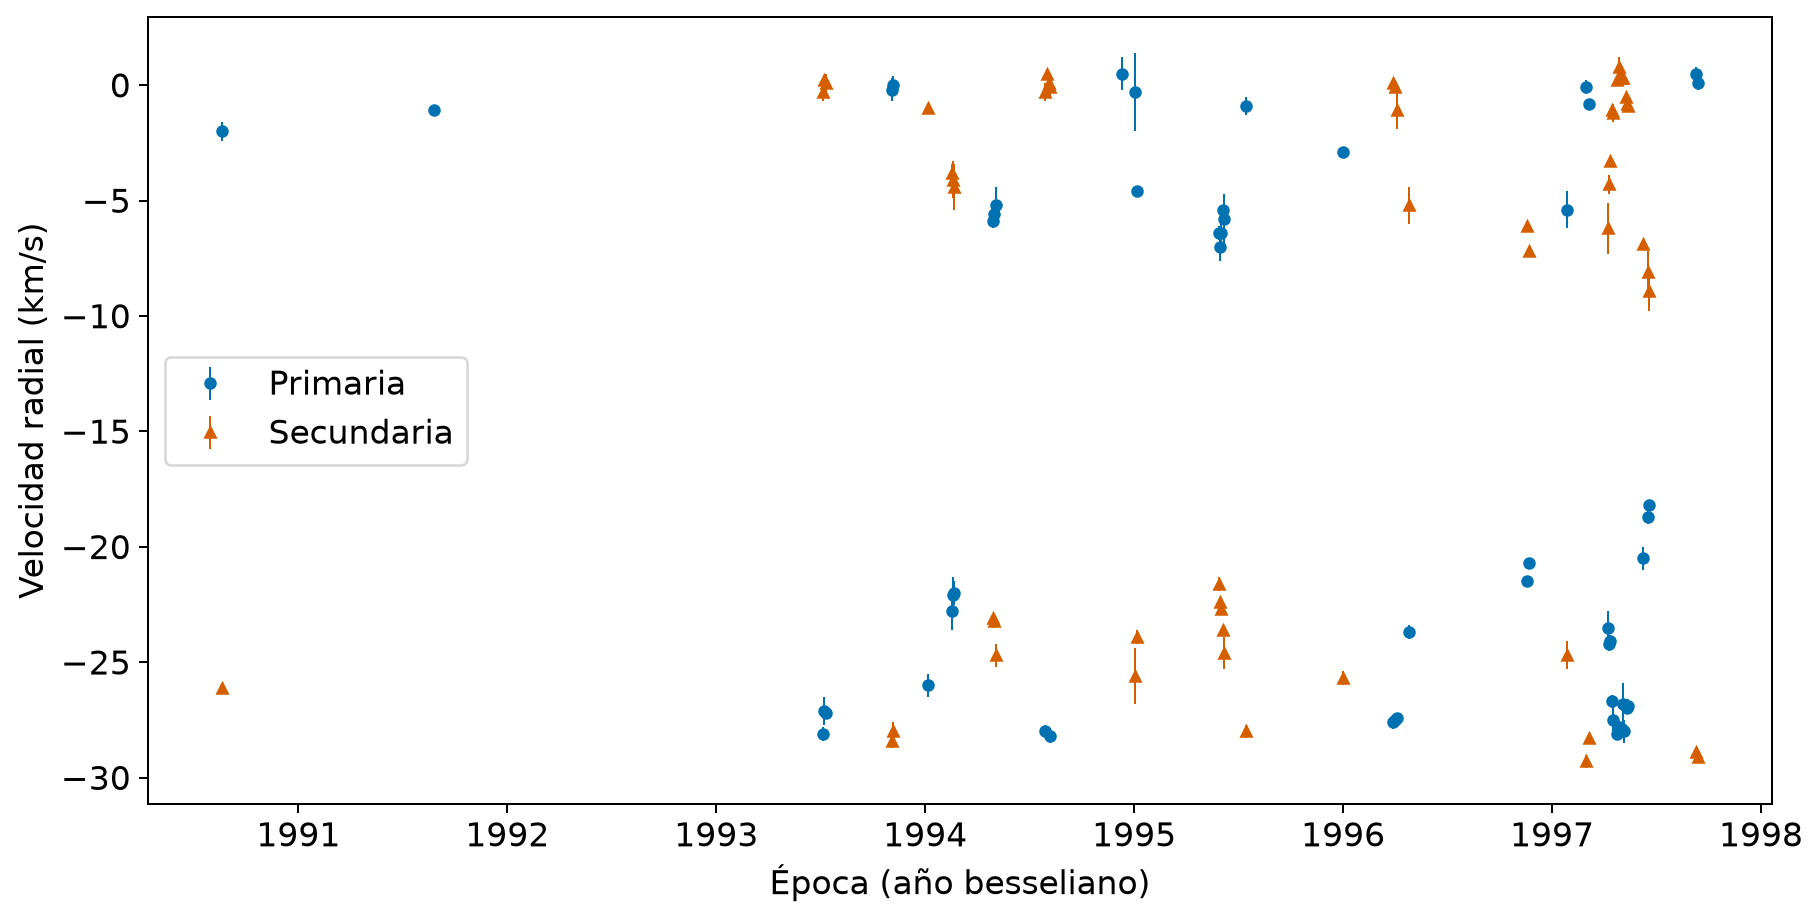 0
−5
−10
−15
−20
−25
−30
Velocidad radial (km/s)
Primaria
Secundaria
1991 1992 1993 1994 1995 1996 1997 1998
Época (año besseliano)